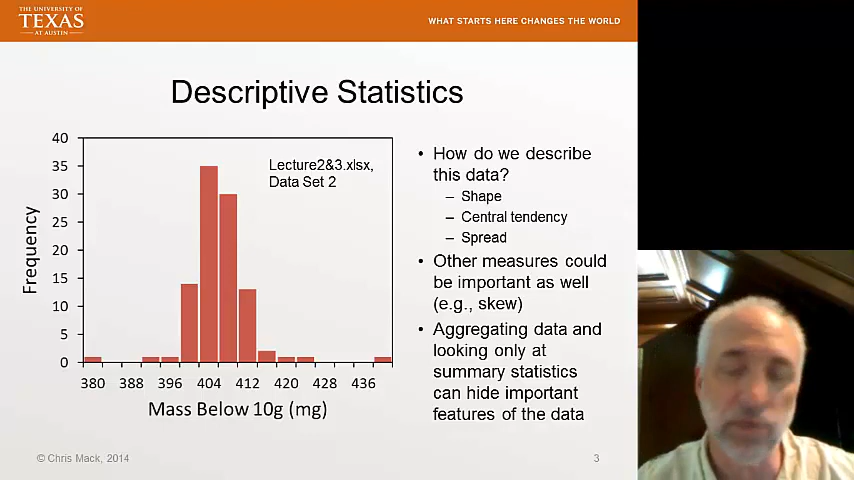 THE UNIVERSITY OF
TEXAS
AT AUSTIN
WHAT STARTS HERE CHANGES THE WORLD
Descriptive Statistics
40
35
30
25
20
15
10
5
0
Frequency
Lecture2&3.xlsx,
Data Set 2
380 388 396 404 412 420 428 436
Mass Below 10g (mg)
• How do we describe
this data?
– Shape
– Central tendency
– Spread
• Other measures could
be important as well
(e.g., skew)
• Aggregating data and
looking only at
summary statistics
can hide important
features of the data
© Chris Mack, 2014
3